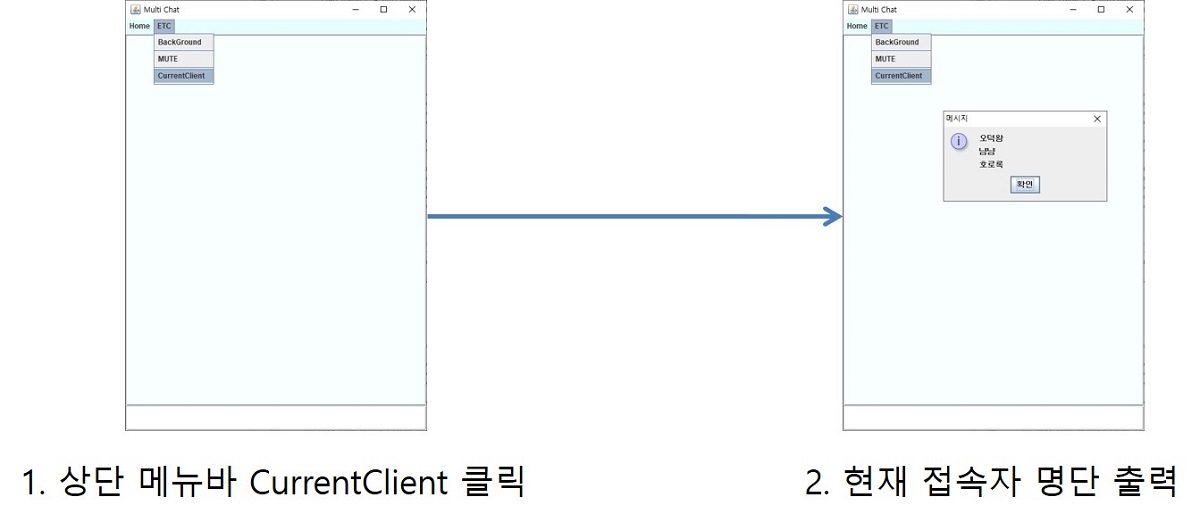 Multi Chat
Home ETC
BackGround
MUTE
CurrentClient
Multi Chat
Home ETC
BackGround
MUTE
CurrentClient
메시지
오덕왕
냠냠
호로록
확인
1. 상단 메뉴바 CurrentClient 클릭
2. 현재 접속자 명단 출력